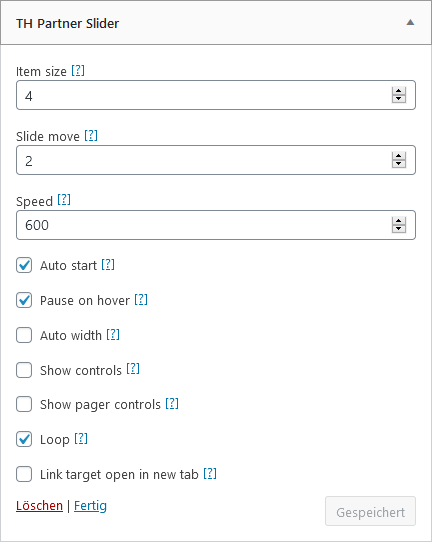 TH Partner Slider
Item size [?]
4
Slide move [?]
2
Speed [?]
600
Auto start [?]
Pause on hover [?]
Auto width [?]
Show controls [?]
Show pager controls [?]
Loop [?]
Link target open in new tab [?]
Löschen | Fertig Gespeichert